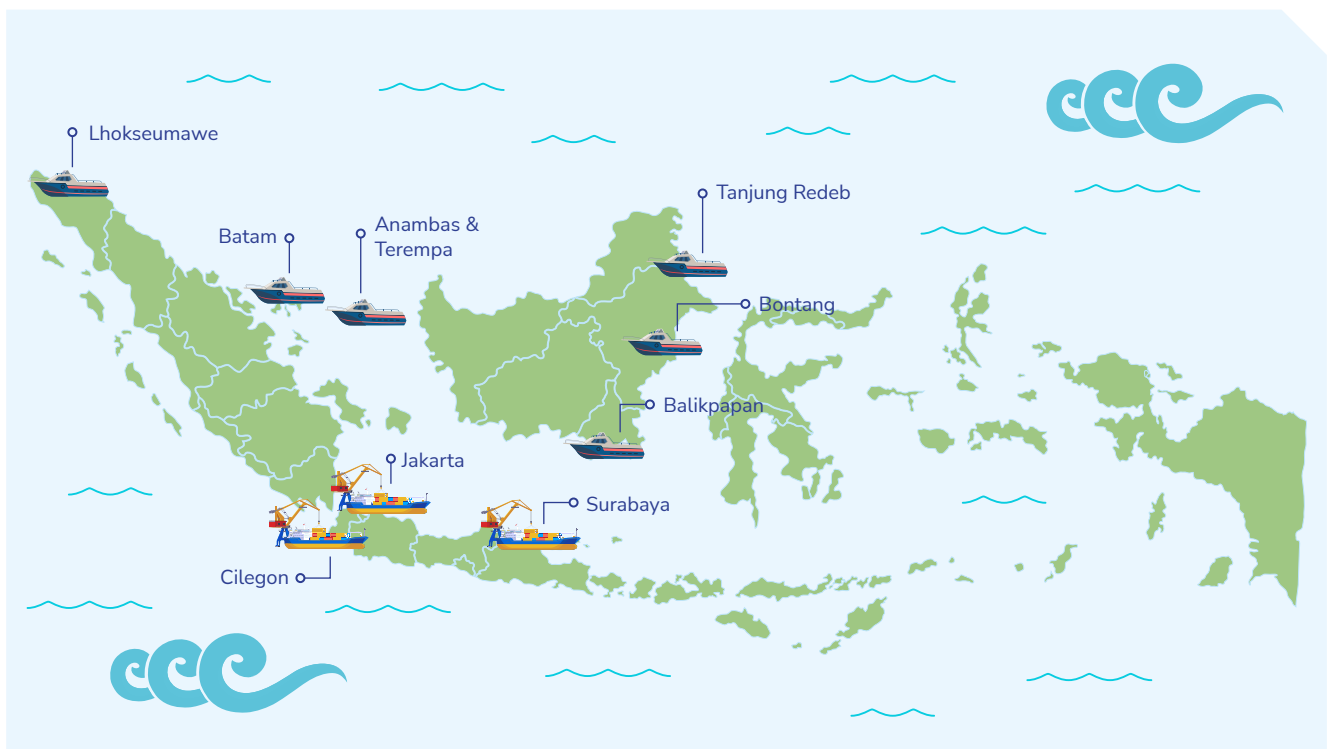 Lhokseumawe
Tanjung Redeb
Batam
Anambas &
Terempa
Bontang
Balikpapan
Jakarta
Surabaya
Cilegon